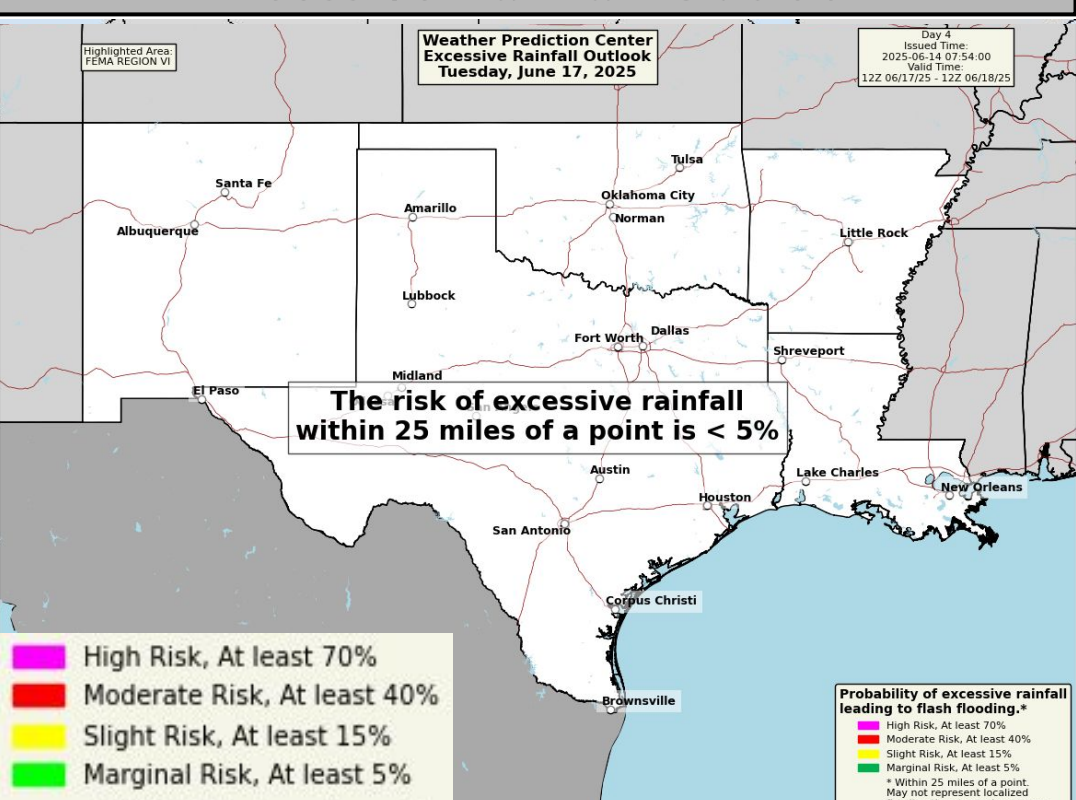 Highlighted Area:
FEMA REGION VI
Weather Prediction Center
Excessive Rainfall Outlook
Tuesday, June 17, 2025
Day 4
Issued Time:
2025-06-14 07:54:00
Valid Time:
12Z 06/17/25 - 12Z 06/18/25
Tulsa
Santa Fe
Oklahoma City
Amarillo
Norman
Albuquerque
Little Rock
Lubbock
Dallas
Fort Worth
Shreveport
Midland
El Paso
The risk of excessive rainfall
within 25 miles of a point is < 5%
Austin
Lake Charles
New Orleans
Houston
San Antonio
Corpus Christi
Brownsville
High Risk, At least 70%
Moderate Risk, At least 40%
Slight Risk, At least 15%
Marginal Risk, At least 5%
Probability of excessive rainfall
leading to flash flooding.*
High Risk, At least 70%
Moderate Risk, At least 40%
Slight Risk, At least 15%
Marginal Risk, At least 5%
* Within 25 miles of a point.
May not represent localized